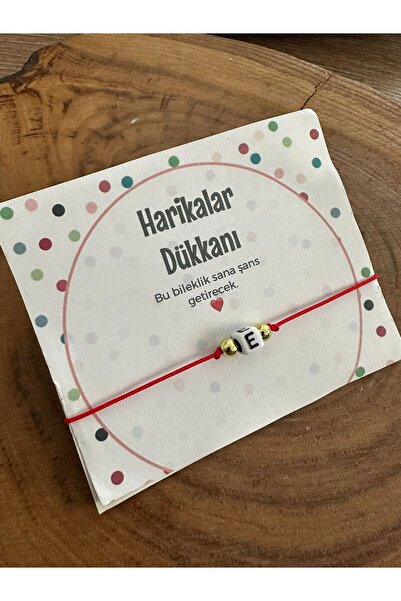 Harikalar
Dükkanı
Bu bileklik sana şans
getirecek.
E